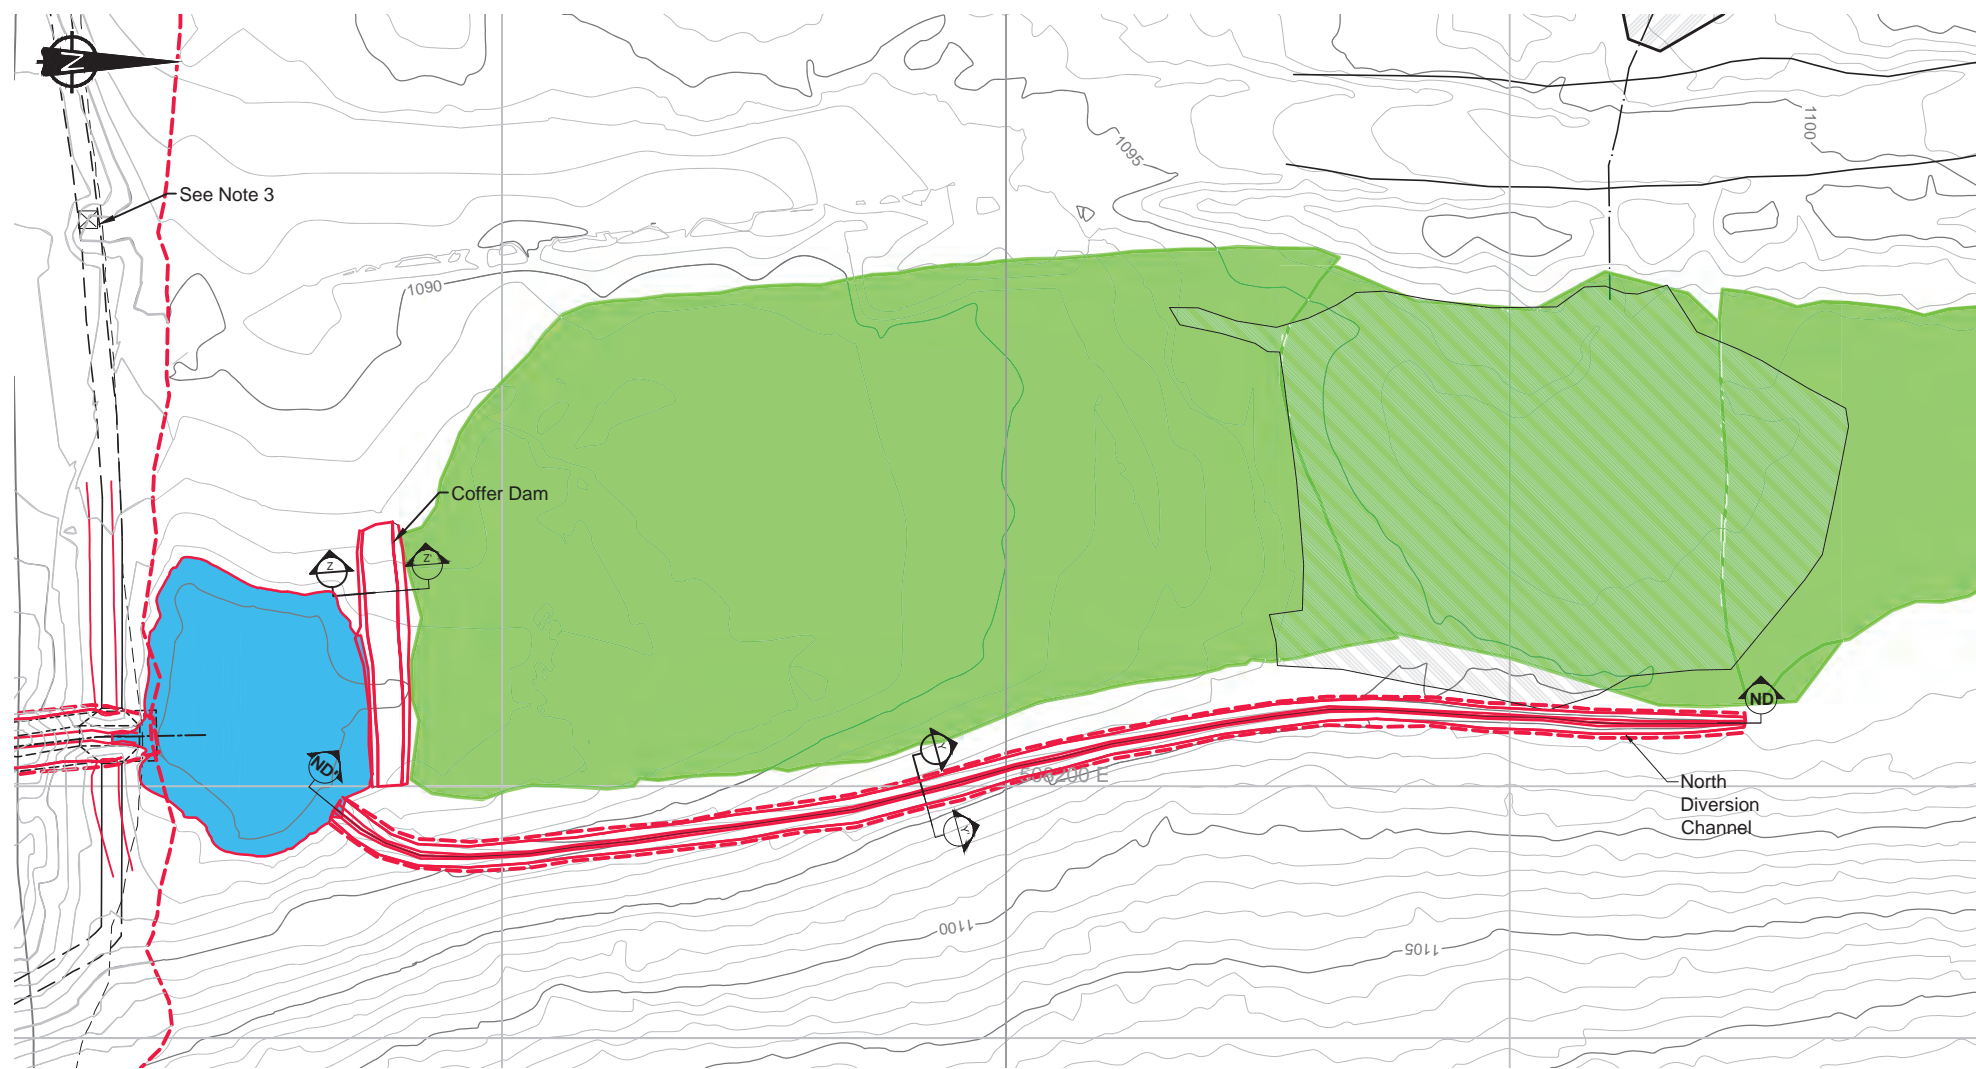 N
1100
1095
See Note 3
1090
Coffer Dam
Z
Z'
ND
ND'
Y
Y'
North
Diversion
Channel
1100
1105